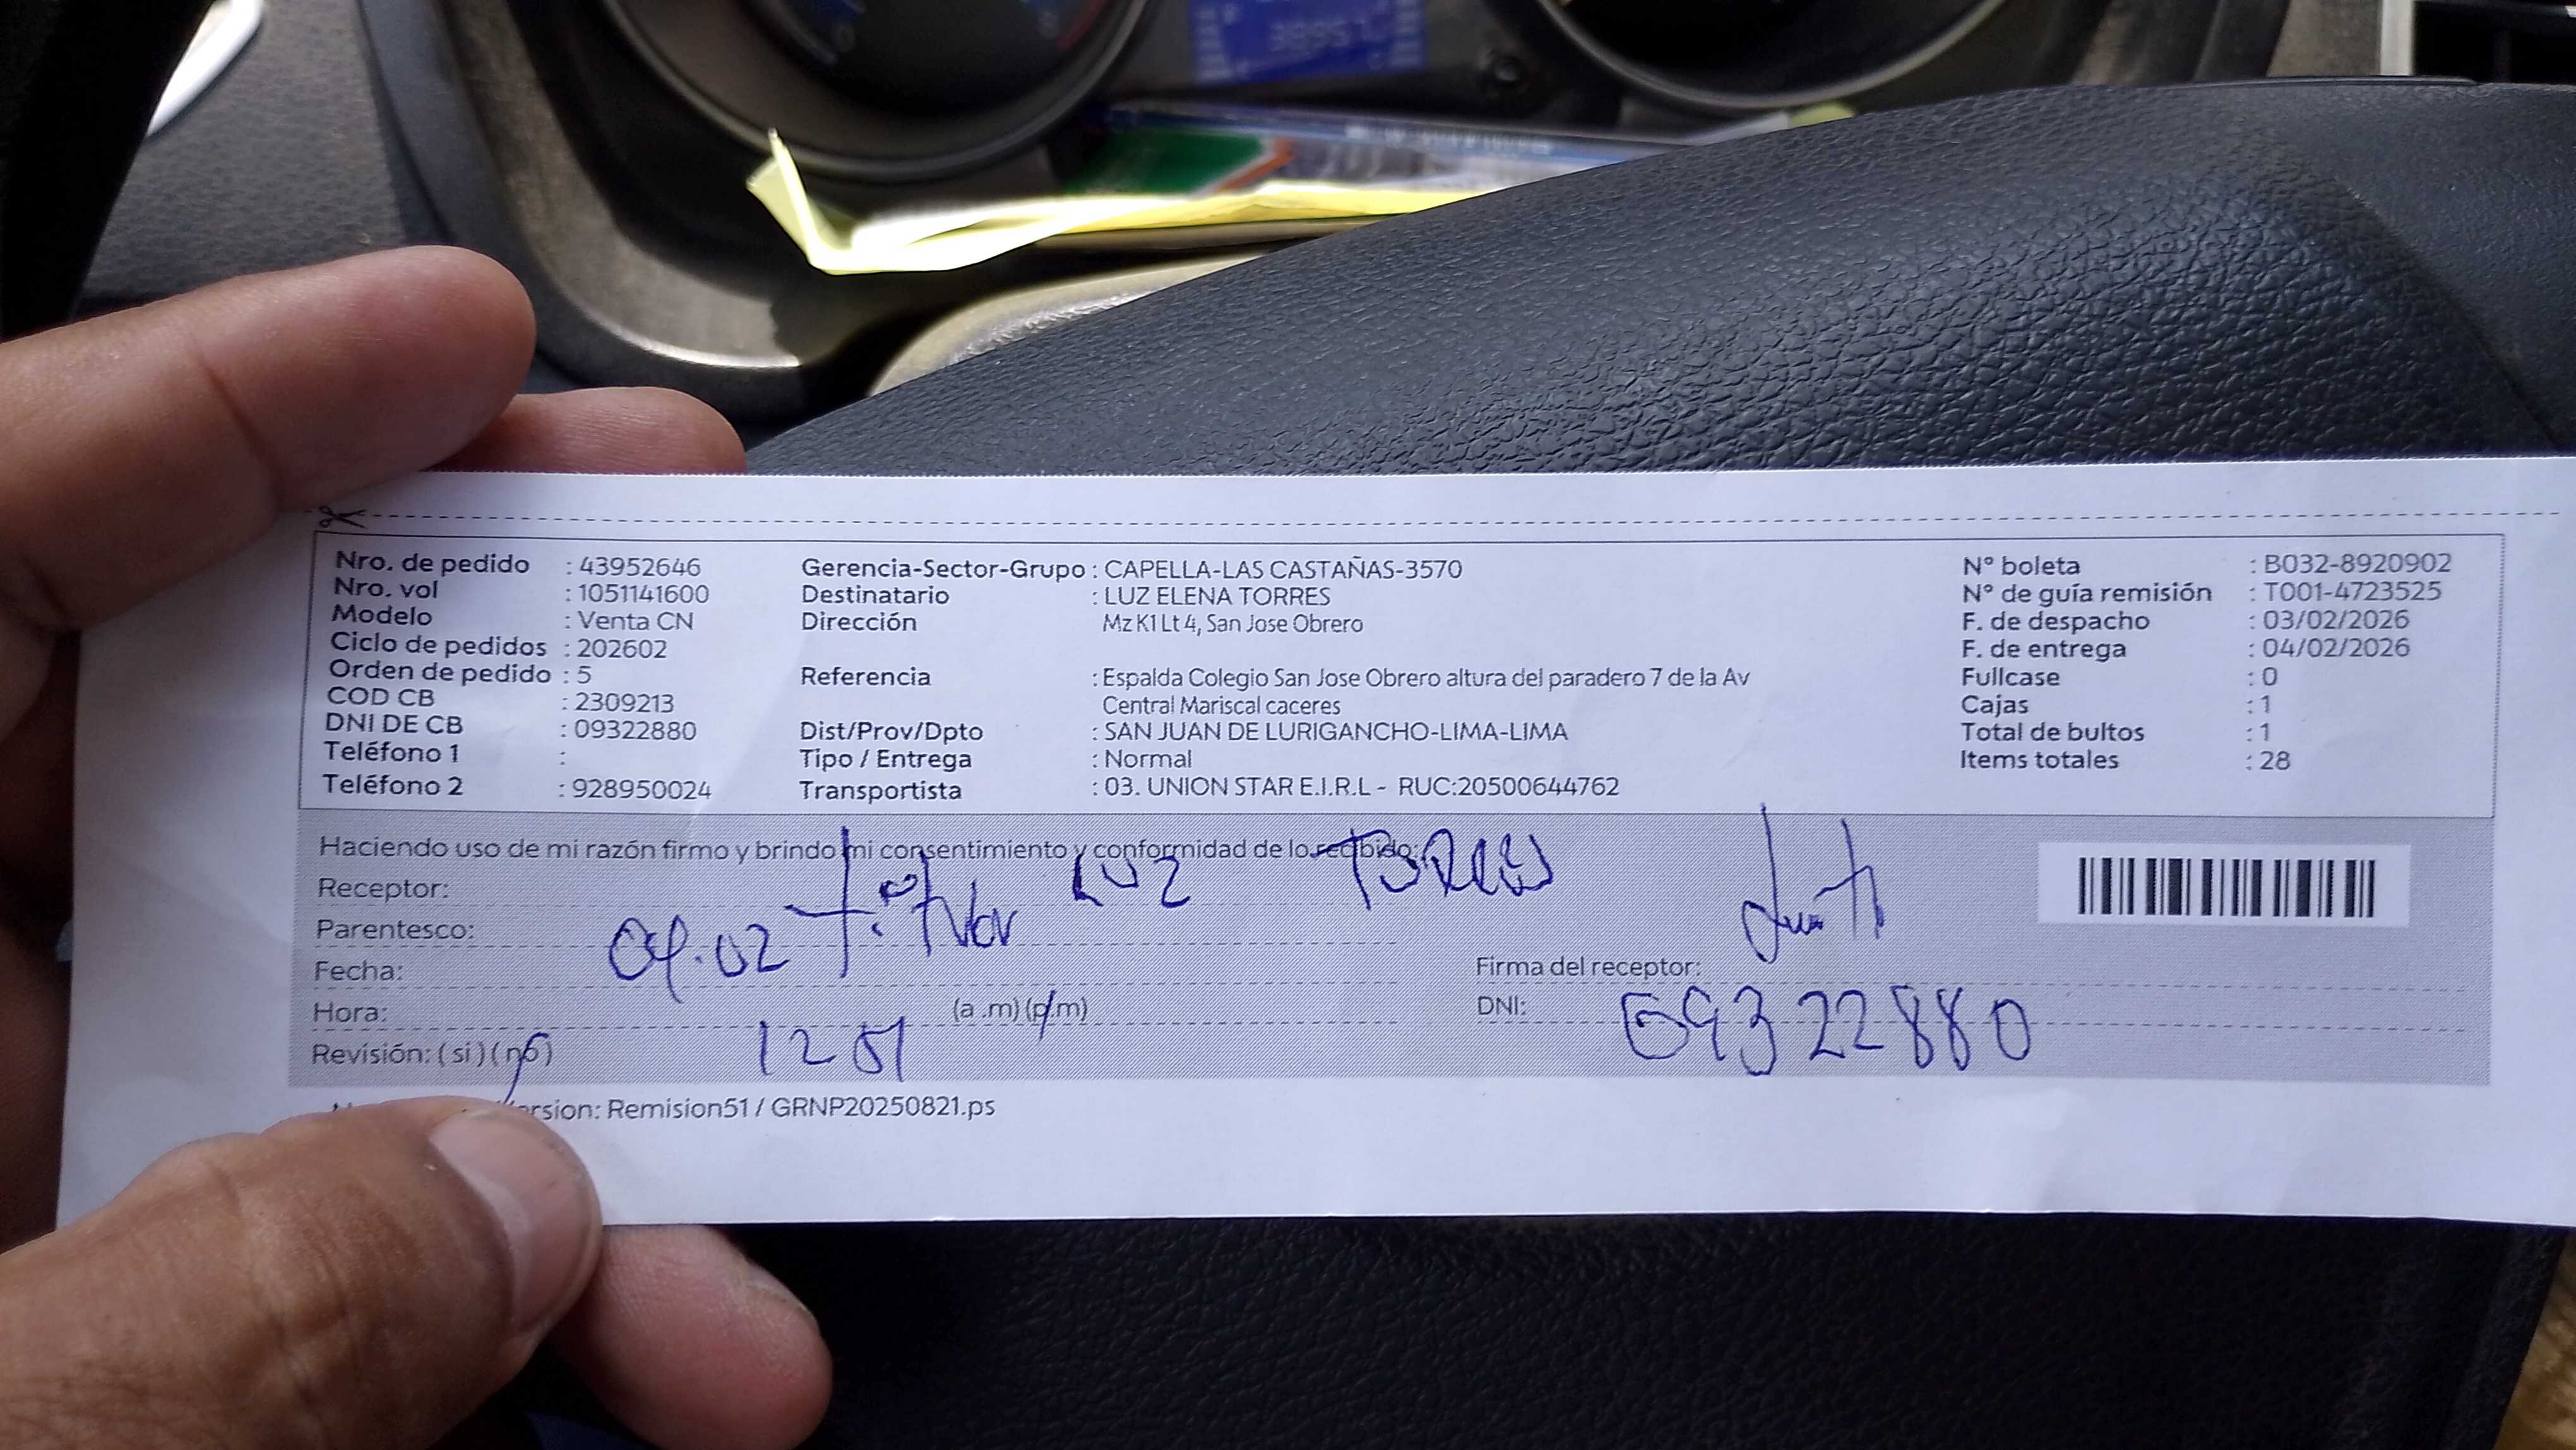 Nro. de pedido : 43952646
Nro. vol : 1051141600
Modelo : Venta CN
Ciclo de pedidos : 202602
Orden de pedido : 5
COD CB : 2309213
DNI DE CB : 09322880
Teléfono 1 :
Teléfono 2 : 928950024
Gerencia-Sector-Grupo : CAPELLA-LAS CASTAÑAS-3570
Destinatario : LUZ ELENA TORRES
Dirección Mz K1 Lt 4, San Jose Obrero
Referencia : Espalda Colegio San Jose Obrero altura del paradero 7 de la Av
Central Mariscal caceres
Dist/Prov/Dpto : SAN JUAN DE LURIGANCHO-LIMA-LIMA
Tipo / Entrega : Normal
Transportista : 03. UNION STAR E.I.R.L - RUC:20500644762
N° boleta : B032-8920902
N° de guía remisión : T001-4723525
F. de despacho : 03/02/2026
F. de entrega : 04/02/2026
Fullcase : 0
Cajas : 1
Total de bultos : 1
Items totales : 28
Haciendo uso de mi razón firmo y brindo mi consentimiento y conformidad de lo recibido:
Receptor: LUZ TORRES
Parentesco:
Fecha: 04.02
Hora: 1251 (a .m) (p.m)
Revisión: ( si ) ( no )
Firma del receptor:
DNI: 09322880
ersion: Remision51 / GRNP20250821.ps